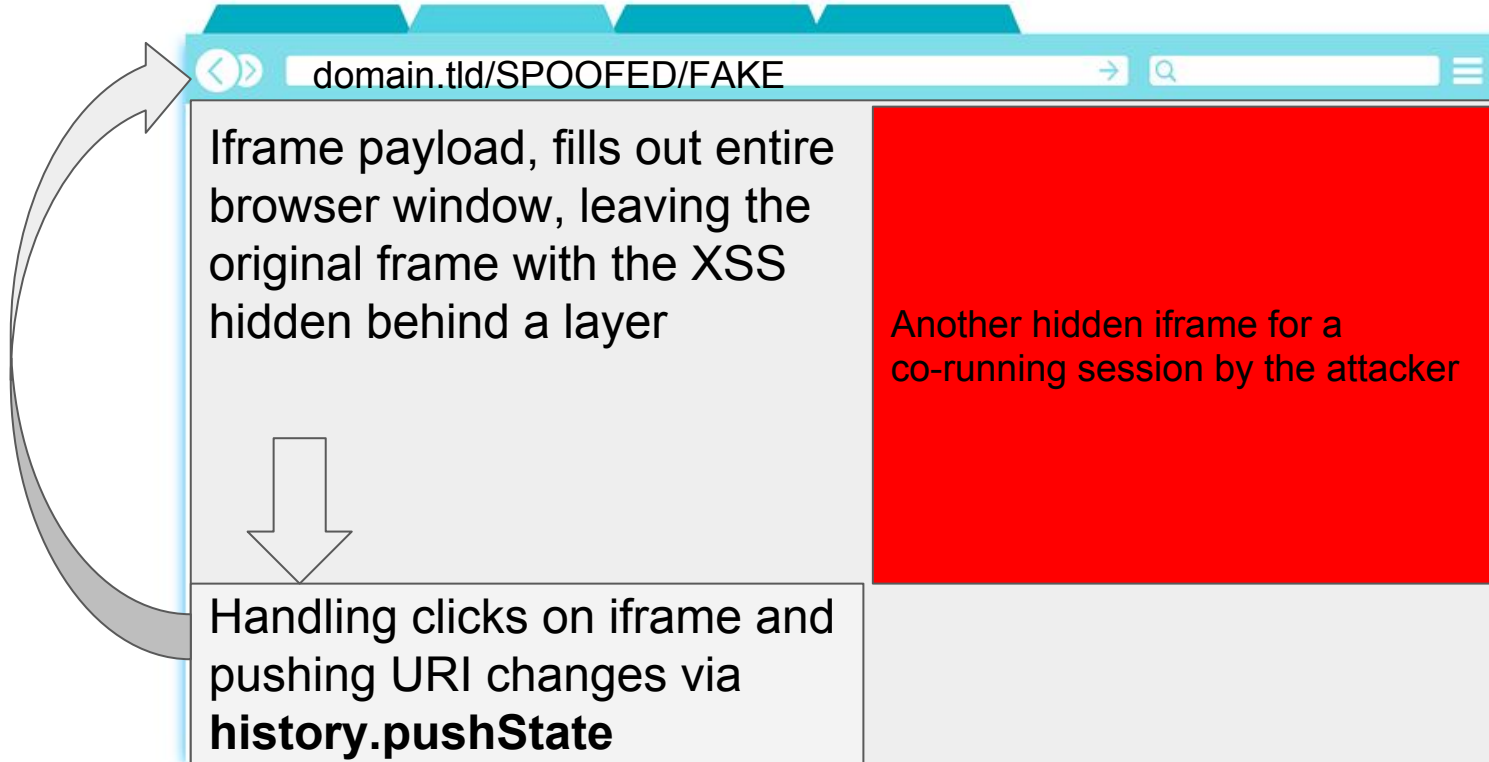 domain.tld/SPOOFED/FAKE
Iframe payload, fills out entire
browser window, leaving the
original frame with the XSS
hidden behind a layer
Another hidden iframe for a
co-running session by the attacker
Handling clicks on iframe and
pushing URI changes via
history.pushState